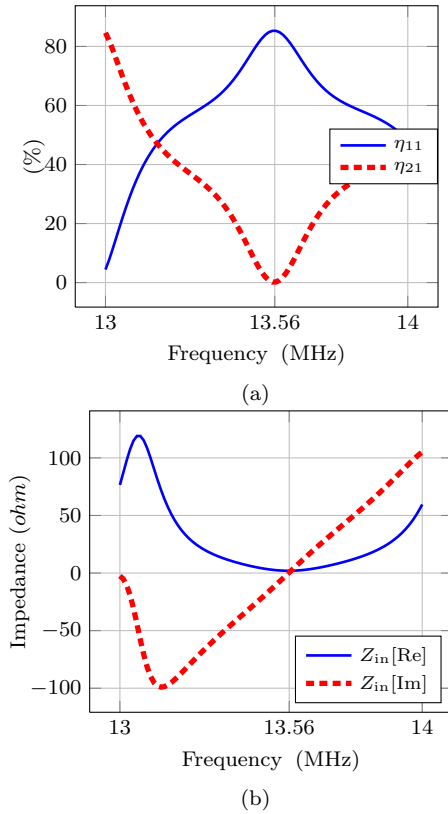 80
60
40
20
0
(%)
η11
η21
13
13.56
14
Frequency (MHz)
(a)
100
50
0
−50
−100
Impedance (ohm)
Zin[Re]
Zin[Im]
13
13.56
14
Frequency (MHz)
(b)